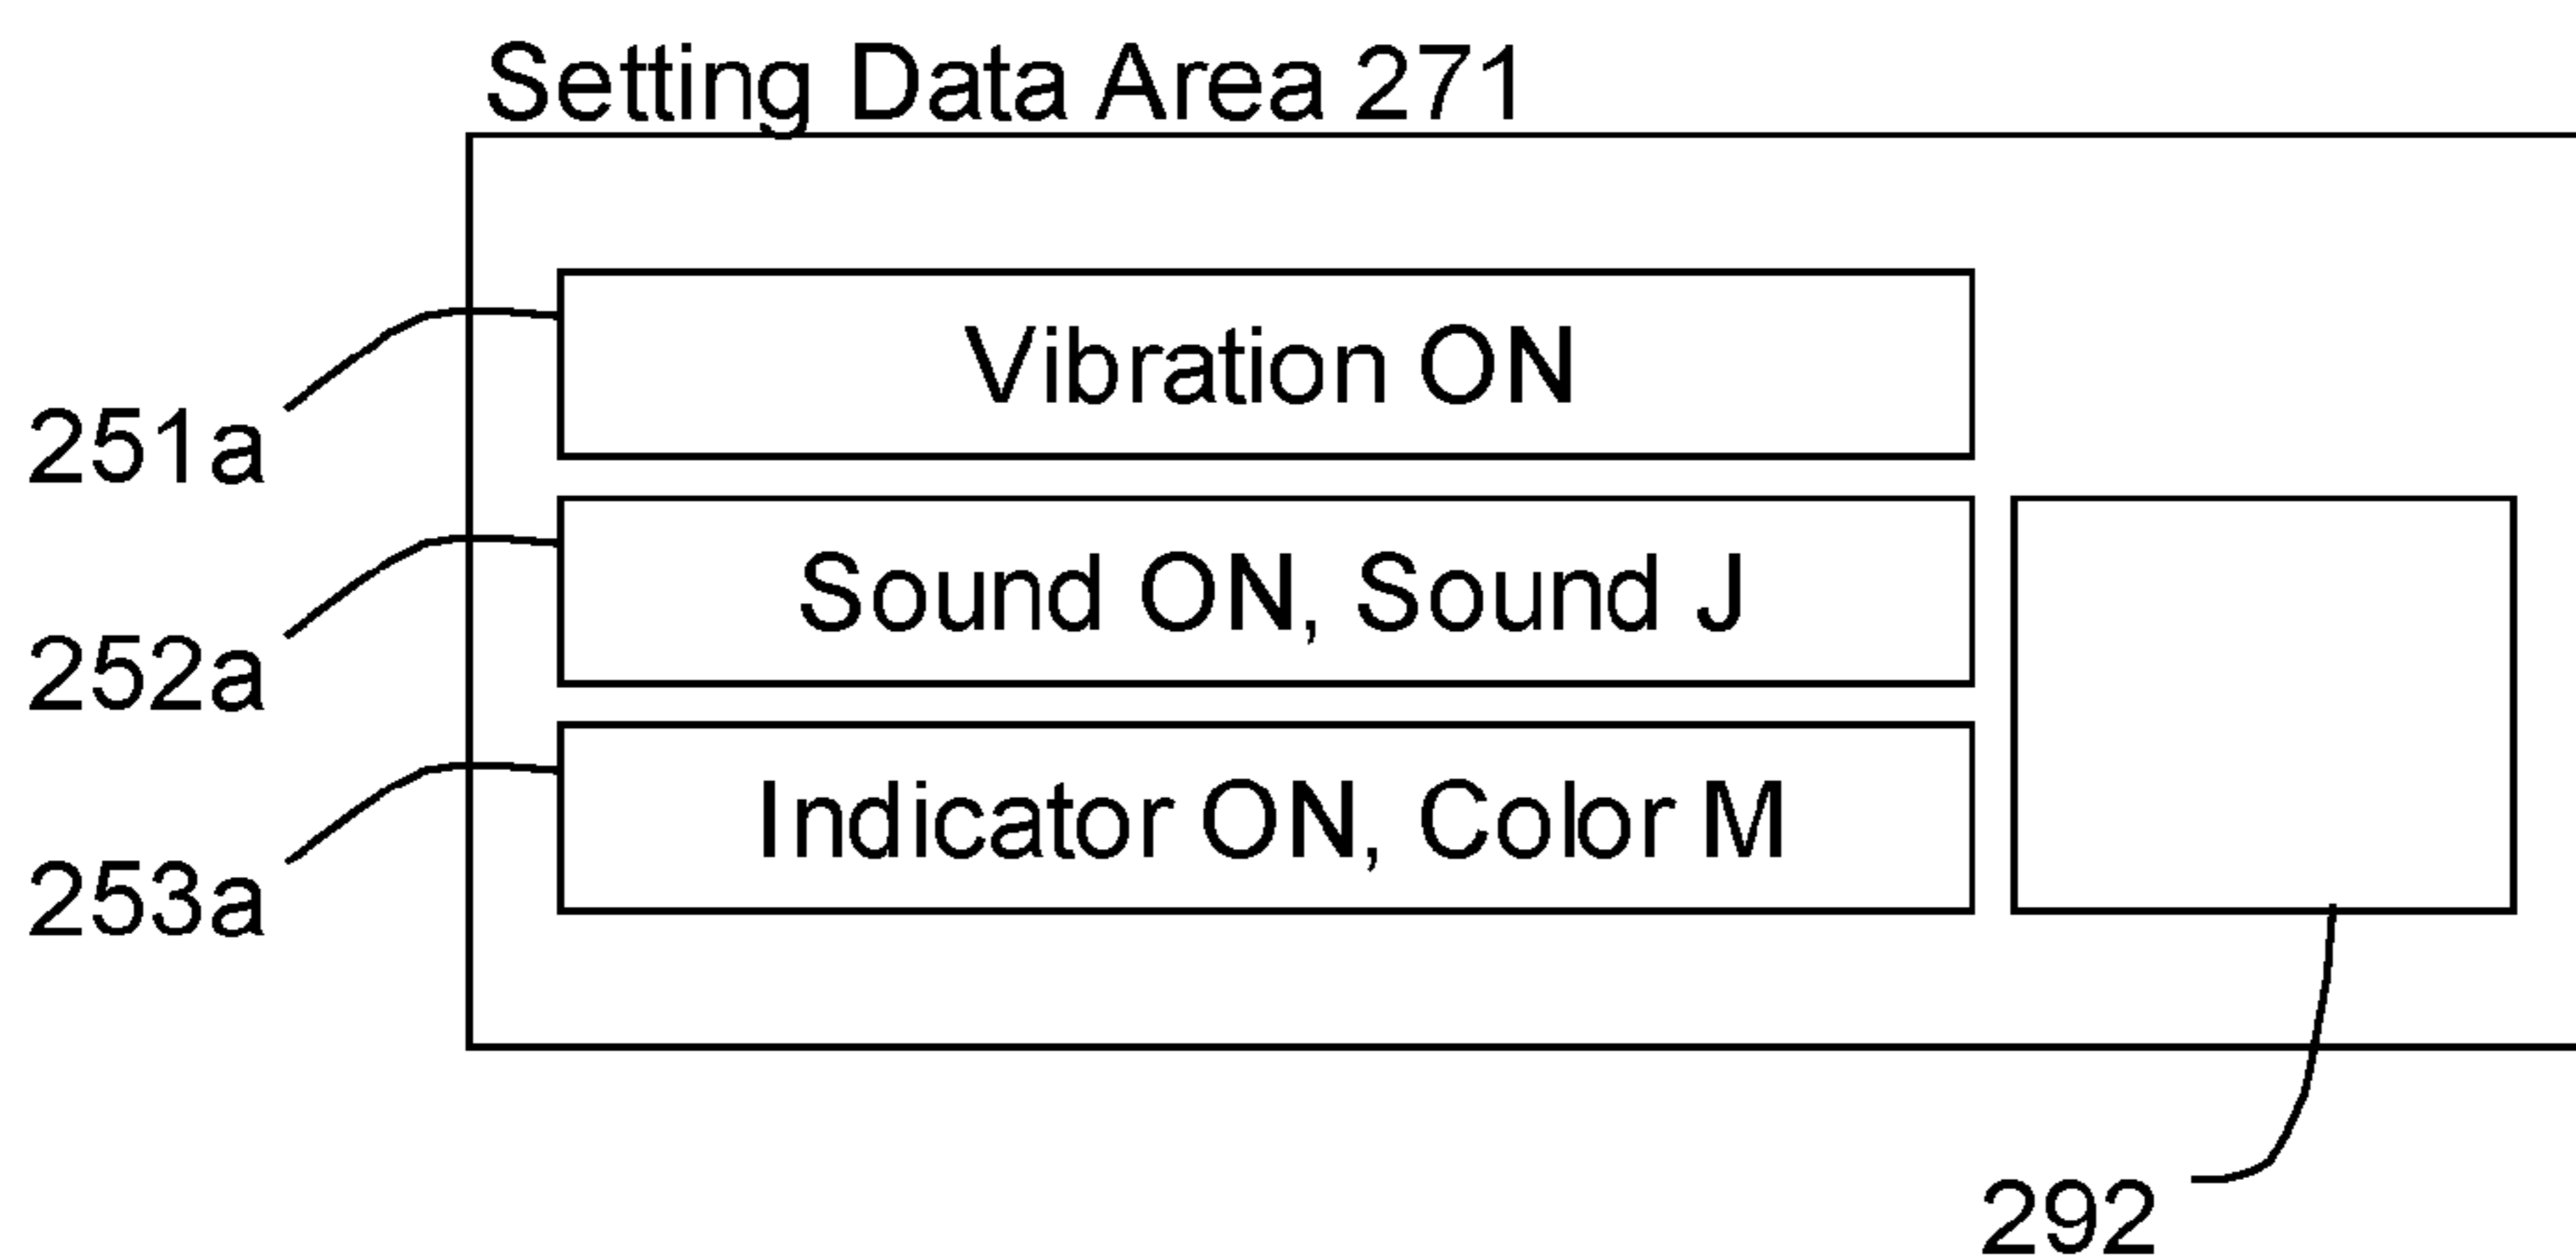 Setting Data Area 271
Vibration ON
251a
Sound ON, Sound J
252a
Indicator ON, Color M
253a
292